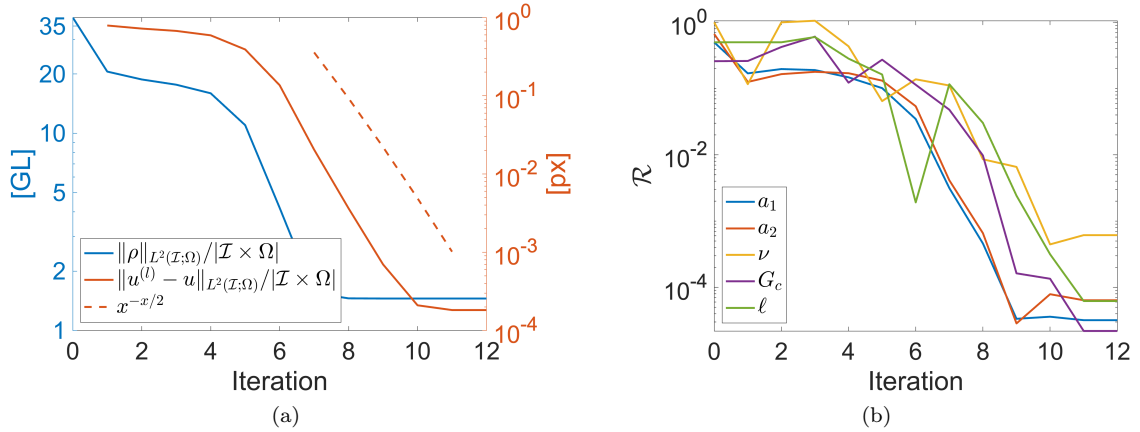 35
20
10
5
2
1
[GL]
10^0
10^{-1}
10^{-2}
10^{-3}
10^{-4}
[px]
‖ρ‖_{L²(𝓘;Ω)}/|𝓘 × Ω|
‖u^{(l)} − u‖_{L²(𝓘;Ω)}/|𝓘 × Ω|
x^{−x/2}
0 2 4 6 8 10 12
Iteration
(a)
10^0
10^{-2}
10^{-4}
𝓡
a_1
a_2
ν
G_c
ℓ
0 2 4 6 8 10 12
Iteration
(b)